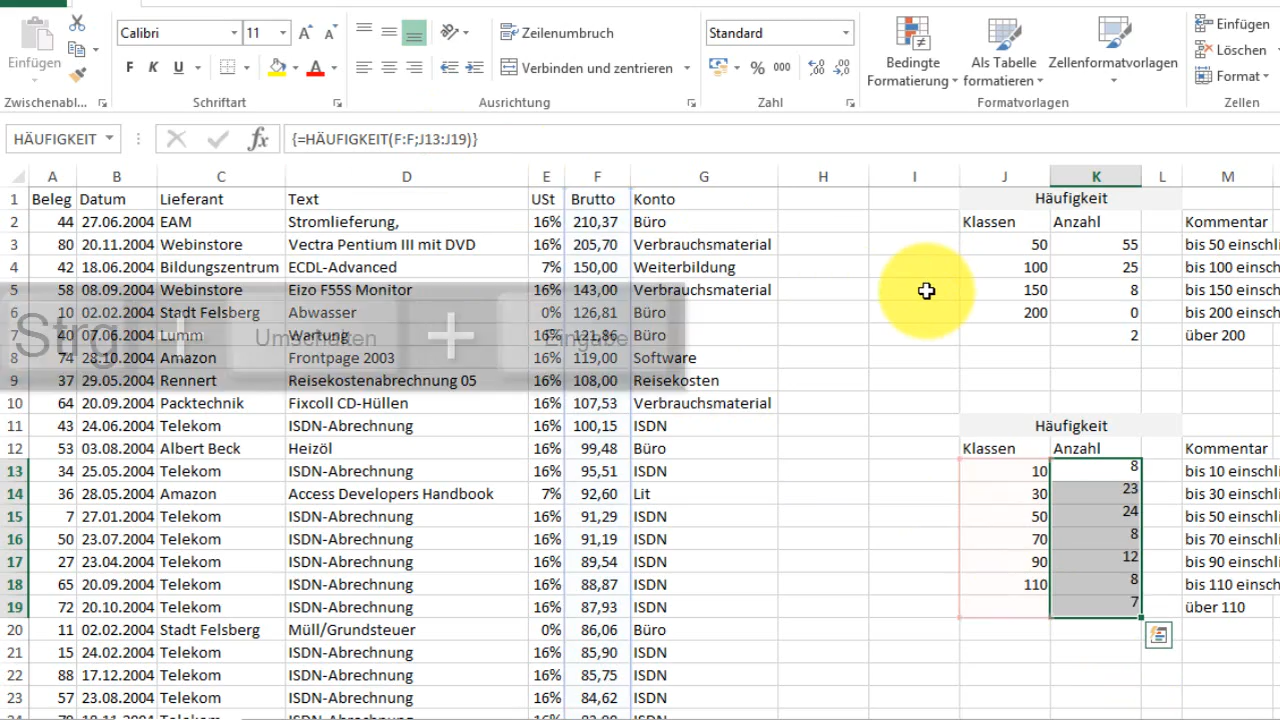 Calibri 11 Zeilenumbruch Standard Einfügen
Einfügen F K U A Verbinden und zentrieren % 000 Bedingte Formatierung Als Tabelle formatieren Zellenformatvorlagen Löschen
Format
Zwischenabl... Schriftart Ausrichtung Zahl Formatvorlagen Zellen
HÄUFIGKEIT fx {=HÄUFIGKEIT(F:F;J13:J19)}
A B C D E F G H I J K L M
1 Beleg Datum Lieferant Text USt Brutto Konto Häufigkeit
2 44 27.06.2004 EAM Stromlieferung, 16% 210,37 Büro Klassen Anzahl Kommentar
3 80 20.11.2004 Webinstore Vectra Pentium III mit DVD 16% 205,70 Verbrauchsmaterial 50 55 bis 50 einschli
4 42 18.06.2004 Bildungszentrum ECDL-Advanced 7% 150,00 Weiterbildung 100 25 bis 100 einsch
5 58 08.09.2004 Webinstore Eizo F55S Monitor 16% 143,00 Verbrauchsmaterial 150 8 bis 150 einsch
6 10 02.02.2004 Stadt Felsberg Abwasser 0% 126,81 Büro 200 0 bis 200 einsch
Strg + Umschalten + Eingabe
7 40 07.06.2004 Lumm Wartung 16% 121,86 Büro 2 über 200
8 74 28.10.2004 Amazon Frontpage 2003 16% 119,00 Software
9 37 29.05.2004 Rennert Reisekostenabrechnung 05 16% 108,00 Reisekosten
10 64 20.09.2004 Packtechnik Fixcoll CD-Hüllen 16% 107,53 Verbrauchsmaterial
11 43 24.06.2004 Telekom ISDN-Abrechnung 16% 100,15 ISDN Häufigkeit
12 53 03.08.2004 Albert Beck Heizöl 16% 99,48 Büro Klassen Anzahl Kommentar
13 34 25.05.2004 Telekom ISDN-Abrechnung 16% 95,51 ISDN 10 8 bis 10 einschli
14 36 28.05.2004 Amazon Access Developers Handbook 7% 92,60 Lit 30 23 bis 30 einschli
15 7 27.01.2004 Telekom ISDN-Abrechnung 16% 91,29 ISDN 50 24 bis 50 einschli
16 50 23.07.2004 Telekom ISDN-Abrechnung 16% 91,19 ISDN 70 8 bis 70 einschli
17 27 23.04.2004 Telekom ISDN-Abrechnung 16% 89,54 ISDN 90 12 bis 90 einschli
18 65 20.09.2004 Telekom ISDN-Abrechnung 16% 88,87 ISDN 110 8 bis 110 einsch
19 72 20.10.2004 Telekom ISDN-Abrechnung 16% 87,93 ISDN 7 über 110
20 11 02.02.2004 Stadt Felsberg Müll/Grundsteuer 0% 86,06 Büro
21 15 24.02.2004 Telekom ISDN-Abrechnung 16% 85,90 ISDN
22 88 17.12.2004 Telekom ISDN-Abrechnung 16% 85,75 ISDN
23 57 23.08.2004 Telekom ISDN-Abrechnung 16% 84,62 ISDN